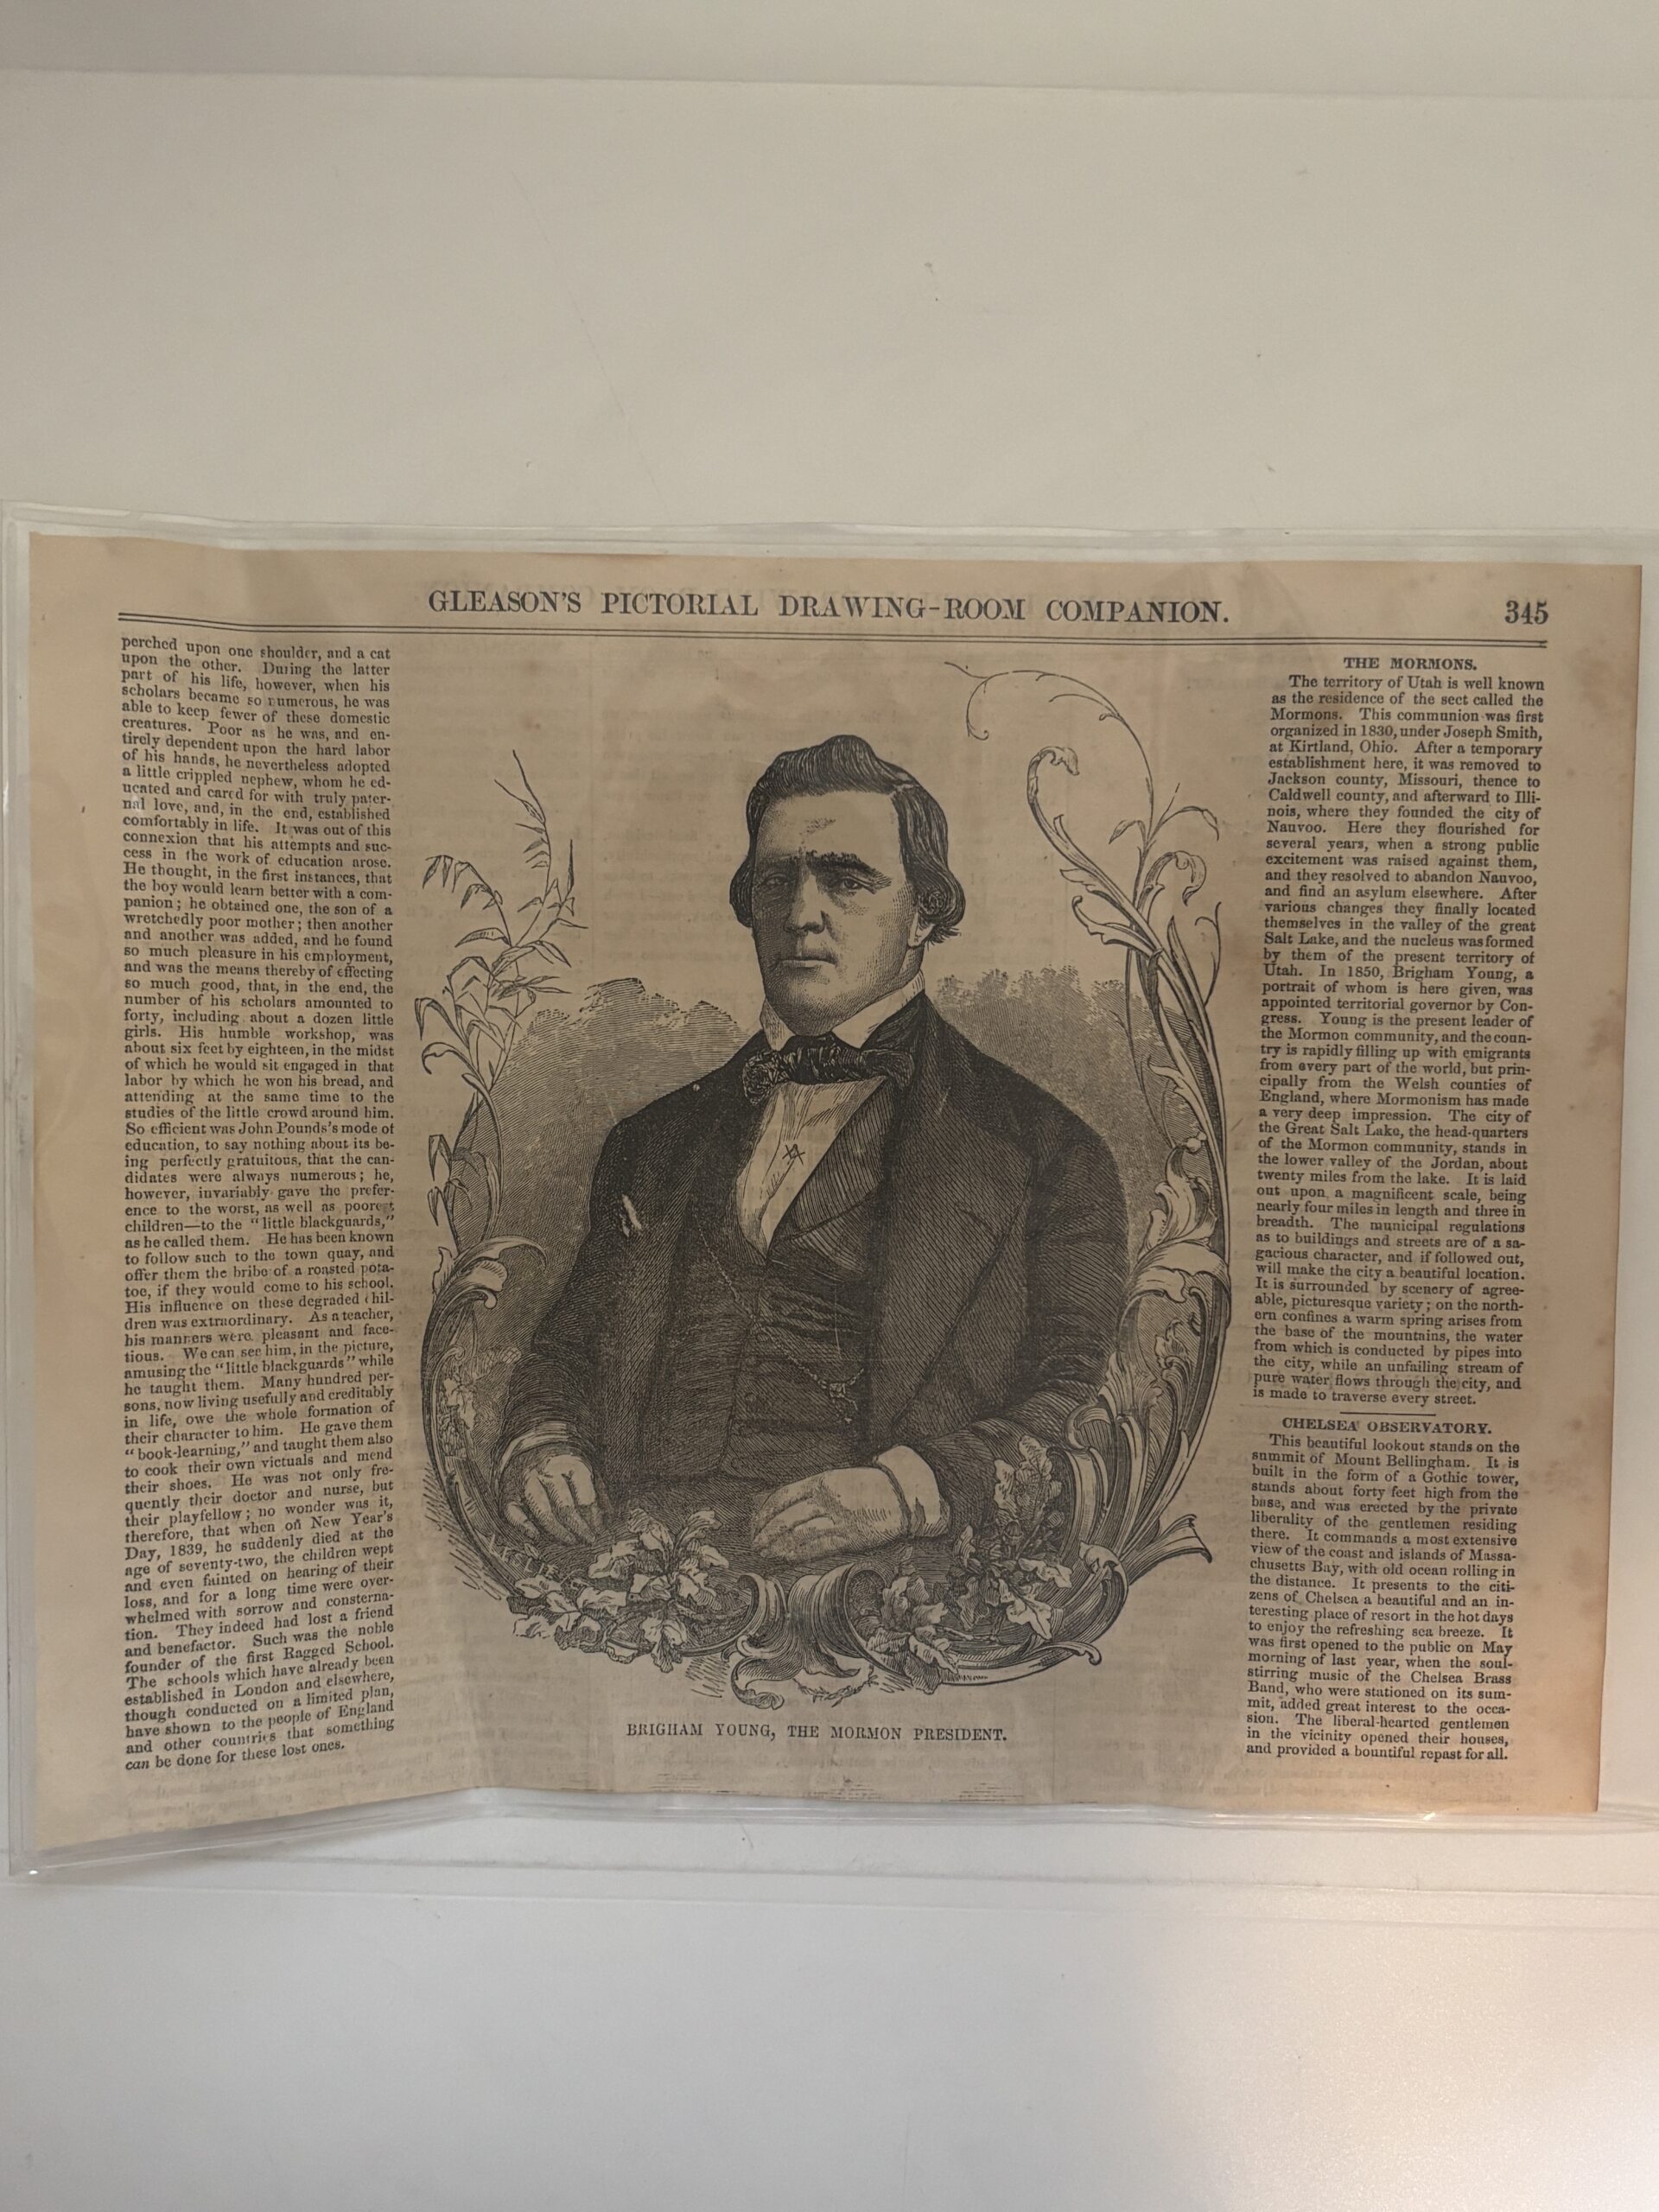 GLEASON'S PICTORIAL DRAWING-ROOM COMPANION.
345
perched upon one shoulder, and a cat
upon the other. During the latter
part of his life, however, when his
scholars became so numerous, he was
able to keep fewer of these domestic
creatures. Poor as he was, and en-
tirely dependent upon the hard labor
of his hands, he nevertheless adopted
a little crippled nephew, whom he ed-
ucated and cared for with truly pater-
nal love, and, in the end, established
comfortably in life. It was out of this
connexion that his attempts and suc-
cess in the work of education arose.
He thought, in the first instances, that
the boy would learn better with a com-
panion; he obtained one, the son of a
wretchedly poor mother; then another
and another was added, and he found
so much pleasure in his employment,
and was the means thereby of effecting
so much good, that, in the end, the
number of his scholars amounted to
forty, including about a dozen little
girls. His humble workshop, was
about six feet by eighteen, in the midst
of which he would sit engaged in that
labor by which he won his bread, and
attending at the same time to the
studies of the little crowd around him.
So efficient was John Pounds's mode of
education, to say nothing about its be-
ing perfectly gratuitous, that the can-
didates were always numerous; he,
however, invariably gave the prefer-
ence to the worst, as well as poorest
children—to the "little blackguards,"
as he called them. He has been known
to follow such to the town quay, and
offer them the bribe of a roasted pota-
toe, if they would come to his school.
His influence on these degraded chil-
dren was extraordinary. As a teacher,
his manners were pleasant and face-
tious. We can see him, in the picture,
amusing the "little blackguards" while
he taught them. Many hundred per-
sons, now living usefully and creditably
in life, owe the whole formation of
their character to him. He gave them
"book-learning," and taught them also
to cook their own victuals and mend
their shoes. He was not only fre-
quently their doctor and nurse, but
their playfellow; no wonder was it,
therefore, that when on New Year's
Day, 1839, he suddenly died at the
age of seventy-two, the children wept
and even fainted on hearing of their
loss, and for a long time were over-
whelmed with sorrow and consterna-
tion. They indeed had lost a friend
and benefactor. Such was the noble
founder of the first Ragged School.
The schools which have already been
established in London and elsewhere,
though conducted on a limited plan,
have shown to the people of England
and other countries that something
can be done for these lost ones.
BRIGHAM YOUNG, THE MORMON PRESIDENT.
THE MORMONS.
The territory of Utah is well known
as the residence of the sect called the
Mormons. This communion was first
organized in 1830, under Joseph Smith,
at Kirtland, Ohio. After a temporary
establishment here, it was removed to
Jackson county, Missouri, thence to
Caldwell county, and afterward to Illi-
nois, where they founded the city of
Nauvoo. Here they flourished for
several years, when a strong public
excitement was raised against them,
and they resolved to abandon Nauvoo,
and find an asylum elsewhere. After
various changes they finally located
themselves in the valley of the great
Salt Lake, and the nucleus was formed
by them of the present territory of
Utah. In 1850, Brigham Young, a
portrait of whom is here given, was
appointed territorial governor by Con-
gress. Young is the present leader of
the Mormon community, and the coun-
try is rapidly filling up with emigrants
from every part of the world, but prin-
cipally from the Welsh counties of
England, where Mormonism has made
a very deep impression. The city of
the Great Salt Lake, the head-quarters
of the Mormon community, stands in
the lower valley of the Jordan, about
twenty miles from the lake. It is laid
out upon a magnificent scale, being
nearly four miles in length and three in
breadth. The municipal regulations
as to buildings and streets are of a sa-
gacious character, and if followed out,
will make the city a beautiful location.
It is surrounded by scenery of agree-
able, picturesque variety; on the north-
ern confines a warm spring arises from
the base of the mountains, the water
from which is conducted by pipes into
the city, while an unfailing stream of
pure water flows through the city, and
is made to traverse every street.
CHELSEA OBSERVATORY.
This beautiful lookout stands on the
summit of Mount Bellingham. It is
built in the form of a Gothic tower,
stands about forty feet high from the
base, and was erected by the private
liberality of the gentlemen residing
there. It commands a most extensive
view of the coast and islands of Massa-
chusetts Bay, with old ocean rolling in
the distance. It presents to the citi-
zens of Chelsea a beautiful and an in-
teresting place of resort in the hot days
to enjoy the refreshing sea breeze. It
was first opened to the public on May
morning of last year, when the soul-
stirring music of the Chelsea Brass
Band, who were stationed on its sum-
mit, added great interest to the occa-
sion. The liberal-hearted gentlemen
in the vicinity opened their houses,
and provided a bountiful repast for all.